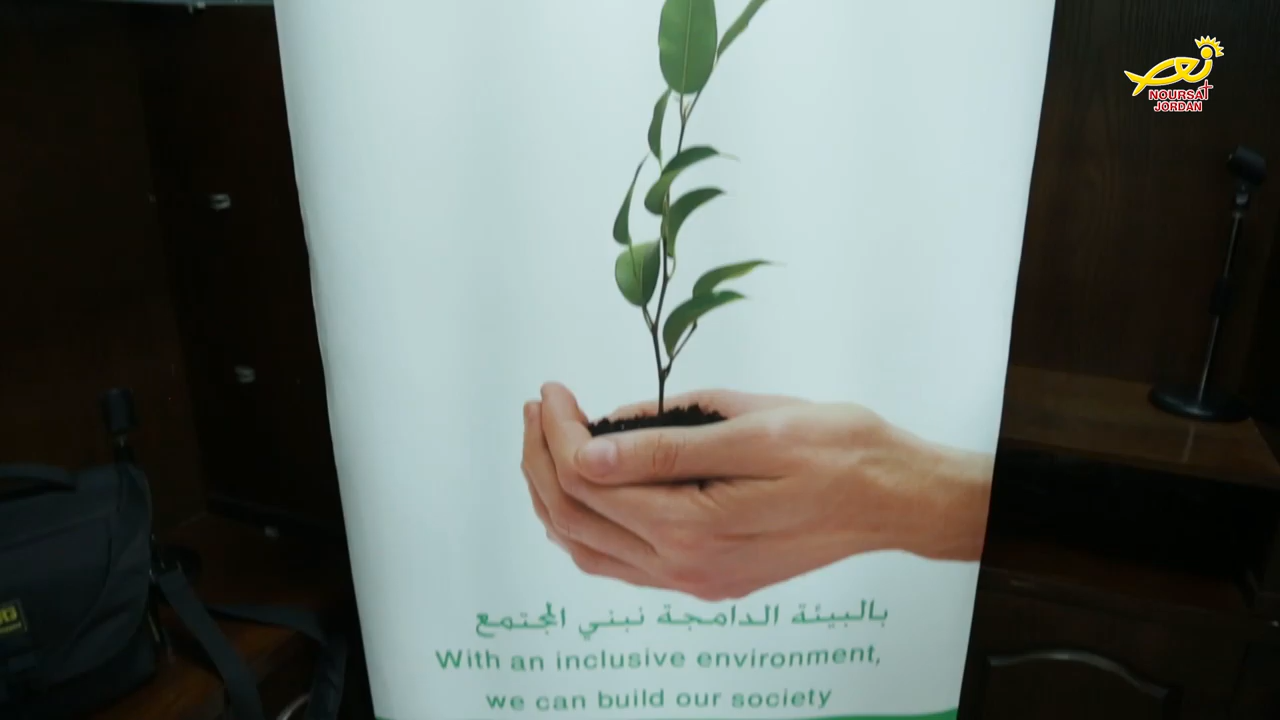 NOURSAT
JORDAN
بالبيئة الدامجة نبني المجتمع
With an inclusive environment,
we can build our society